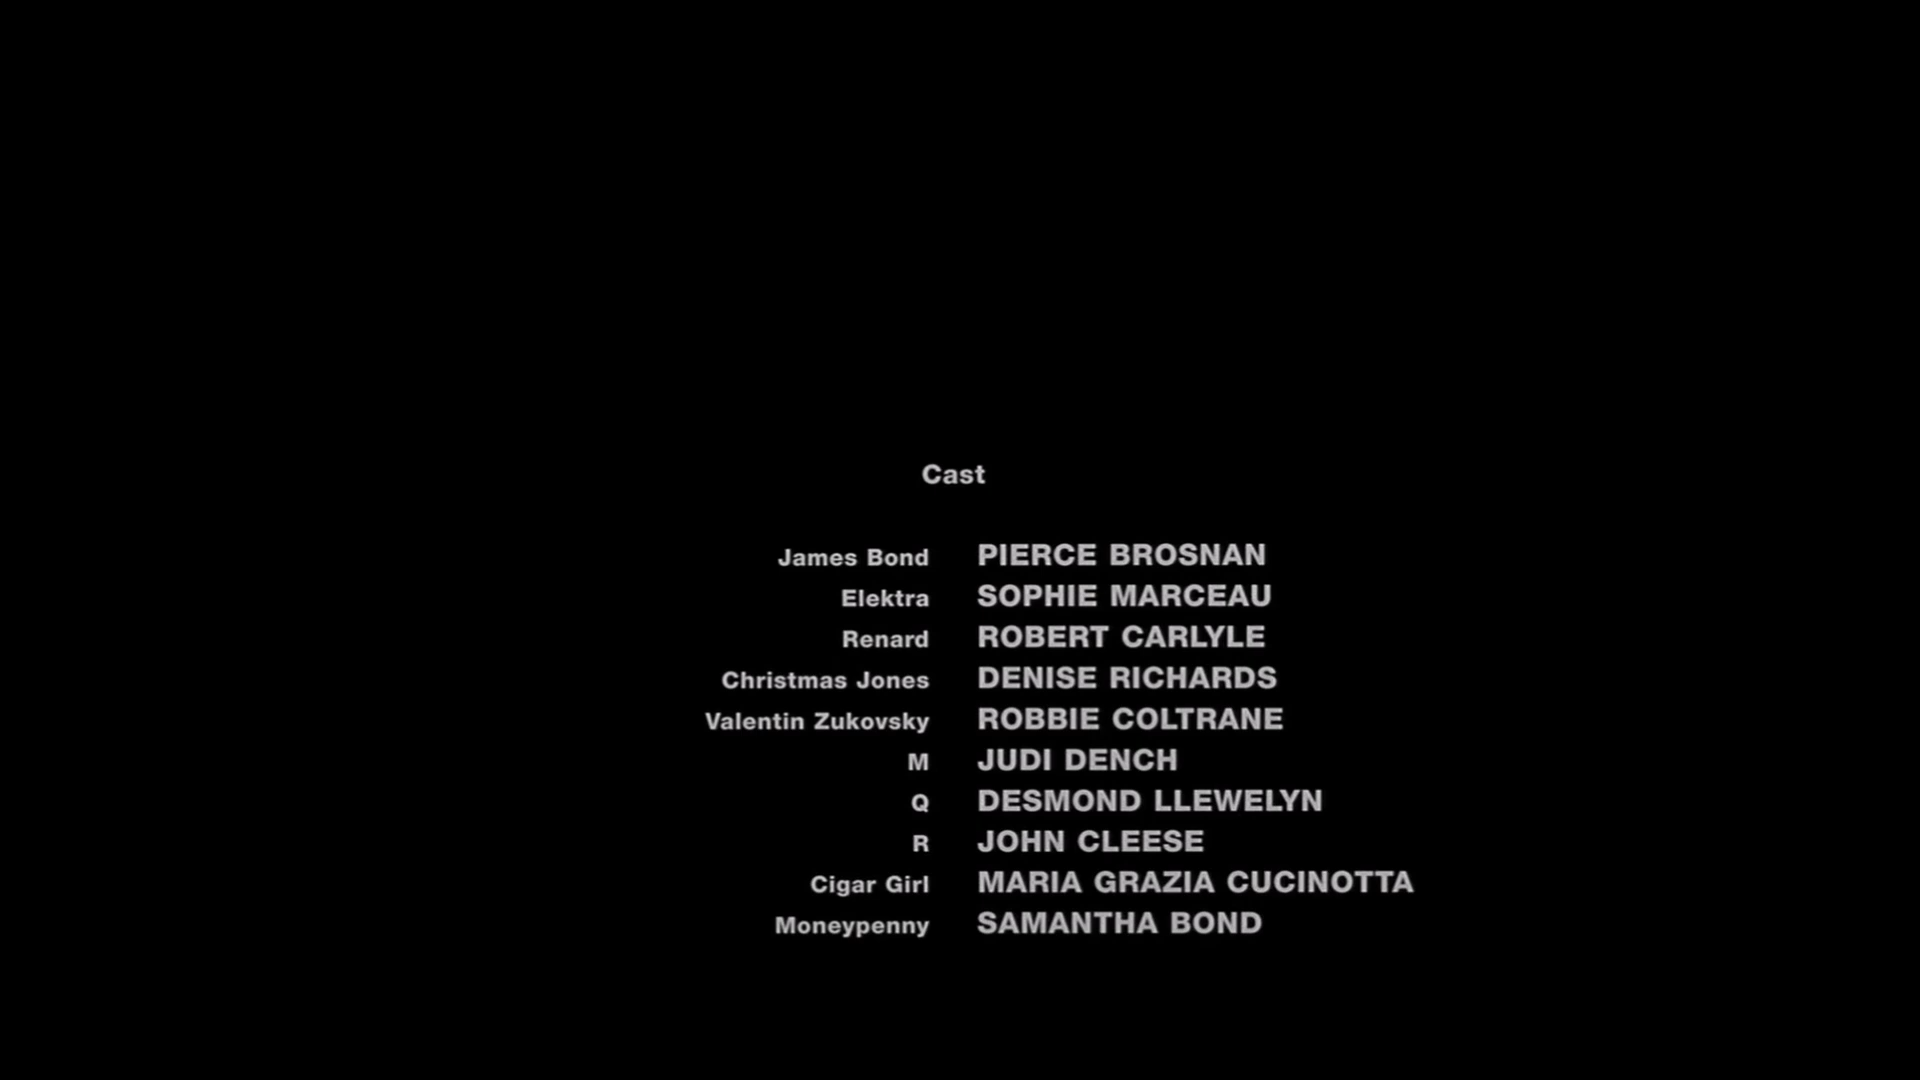 Cast
James Bond PIERCE BROSNAN
Elektra SOPHIE MARCEAU
Renard ROBERT CARLYLE
Christmas Jones DENISE RICHARDS
Valentin Zukovsky ROBBIE COLTRANE
M JUDI DENCH
Q DESMOND LLEWELYN
R JOHN CLEESE
Cigar Girl MARIA GRAZIA CUCINOTTA
Moneypenny SAMANTHA BOND